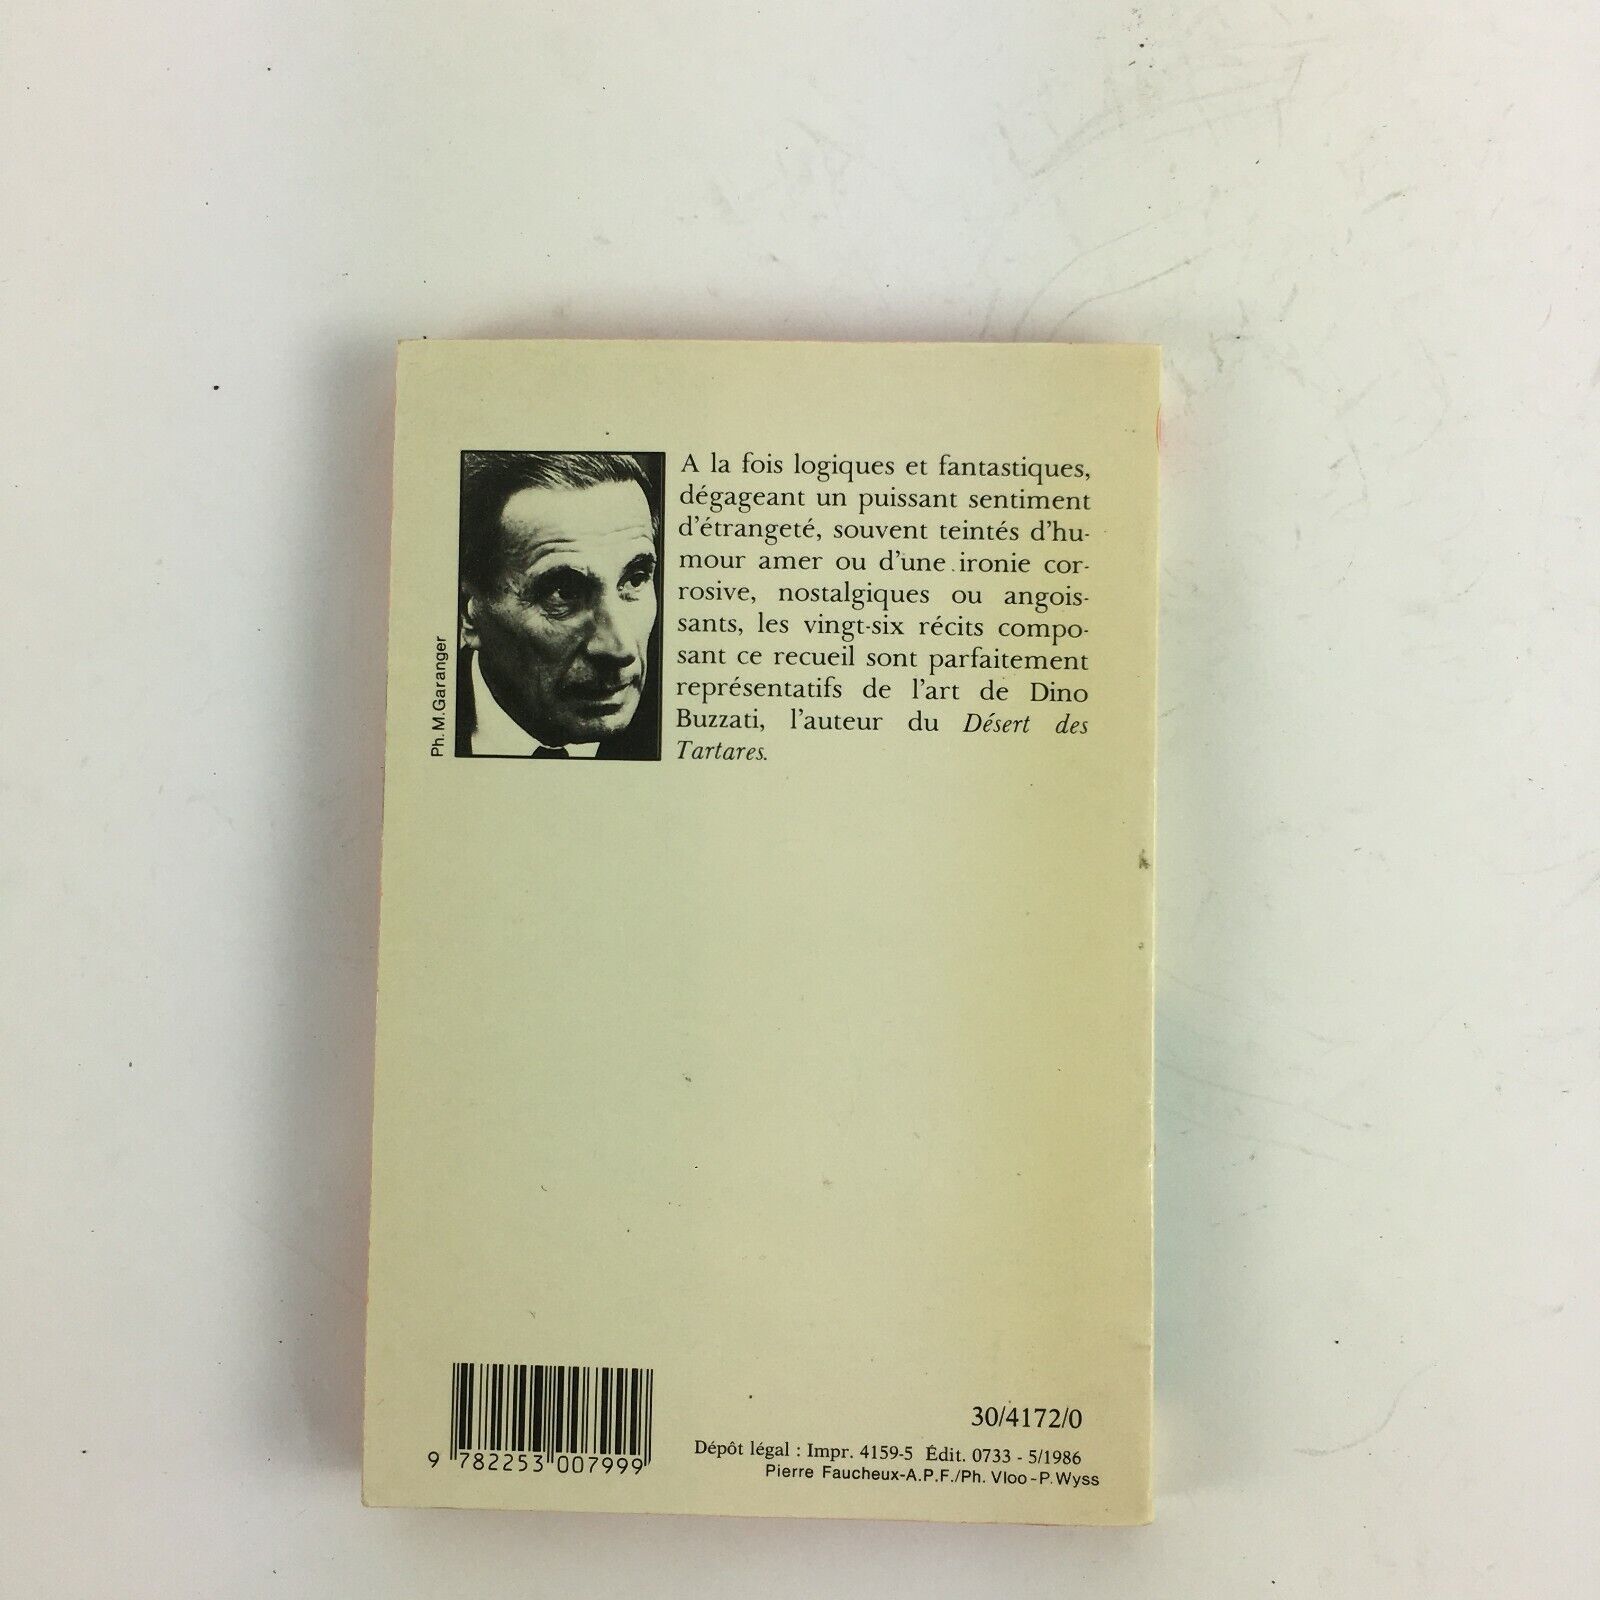 A la fois logiques et fantastiques,
dégageant un puissant sentiment
d'étrangeté, souvent teintés d'hu-
mour amer ou d'une ironie cor-
rosive, nostalgiques ou angois-
sants, les vingt-six récits compo-
sant ce recueil sont parfaitement
représentatifs de l'art de Dino
Buzzati, l'auteur du Désert des
Tartares.
Ph. M. Garanger
9 782253 007999
30/4172/0
Dépôt légal : Impr. 4159-5 Édit. 0733 - 5/1986
Pierre Faucheux-A.P.F./Ph. Vloo-P. Wyss